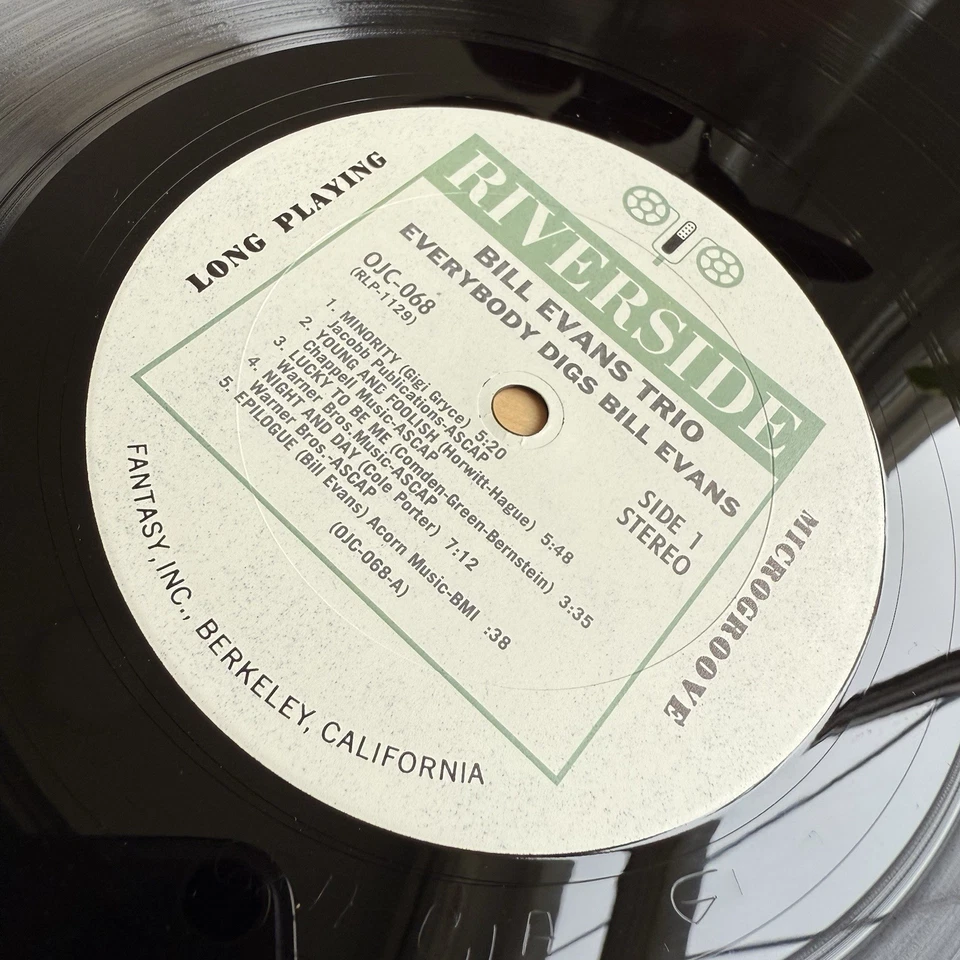 LONG PLAYING
RIVERSIDE
BILL EVANS TRIO
EVERYBODY DIGS BILL EVANS
OJC-068
(RLP-1129)
SIDE 1
STEREO
1. MINORITY (Gigi Gryce) 5:20
Jacobb Publications-ASCAP
2. YOUNG AND FOOLISH (Horwitt-Hague) 5:48
Chappell Music-ASCAP
3. LUCKY TO BE ME (Comden-Green-Bernstein) 3:35
Warner Bros. Music-ASCAP
4. NIGHT AND DAY (Cole Porter) 7:12
Warner Bros.-ASCAP
5. EPILOGUE (Bill Evans) Acorn Music-BMI :38
(OJC-068-A)
MICROGROOVE
FANTASY, INC., BERKELEY, CALIFORNIA